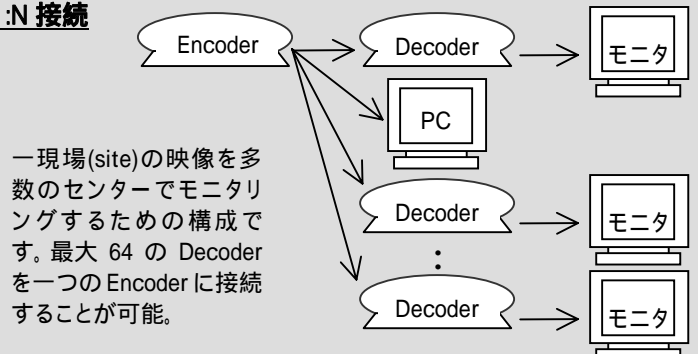 :N 接続
Encoder
Decoder
モニタ
PC
一現場(site)の映像を多
数のセンターでモニタリ
ングするための構成で
す。最大 64 の Decoder
を一つの Encoder に接続
することが可能。
Decoder
モニタ
:
Decoder
モニタ